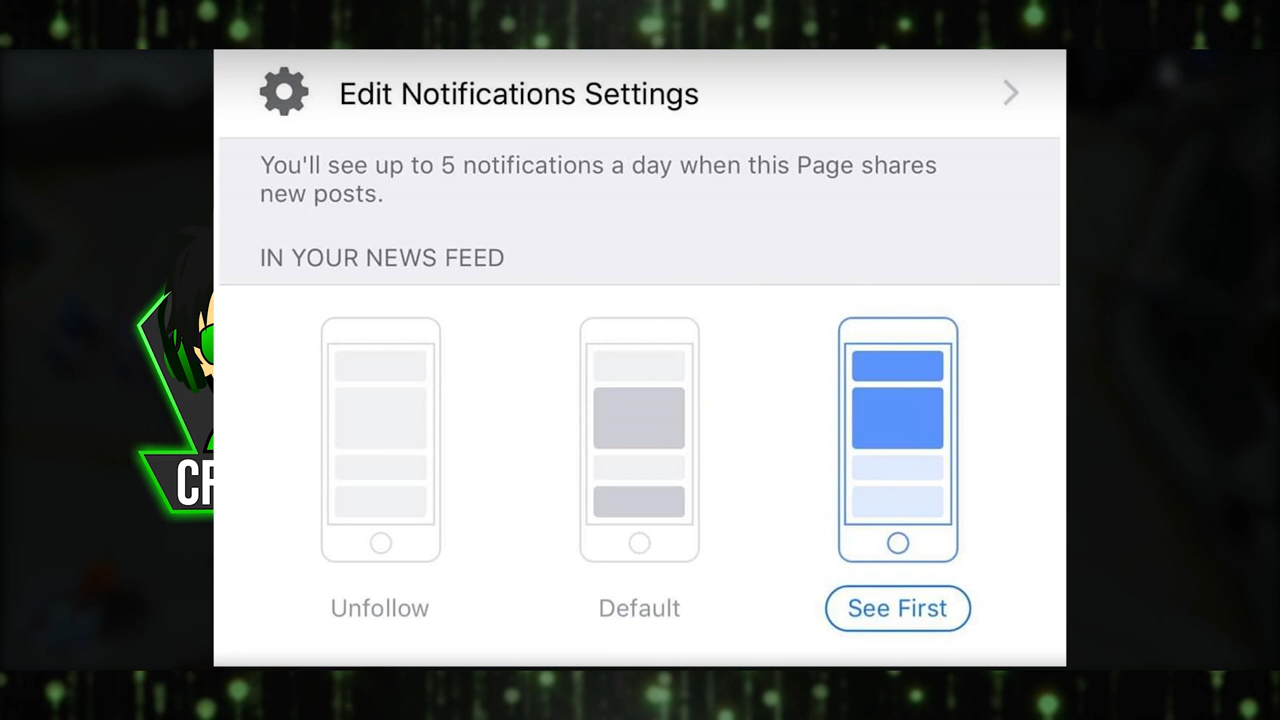 Edit Notifications Settings
You'll see up to 5 notifications a day when this Page shares
new posts.
IN YOUR NEWS FEED
Unfollow
Default
See First